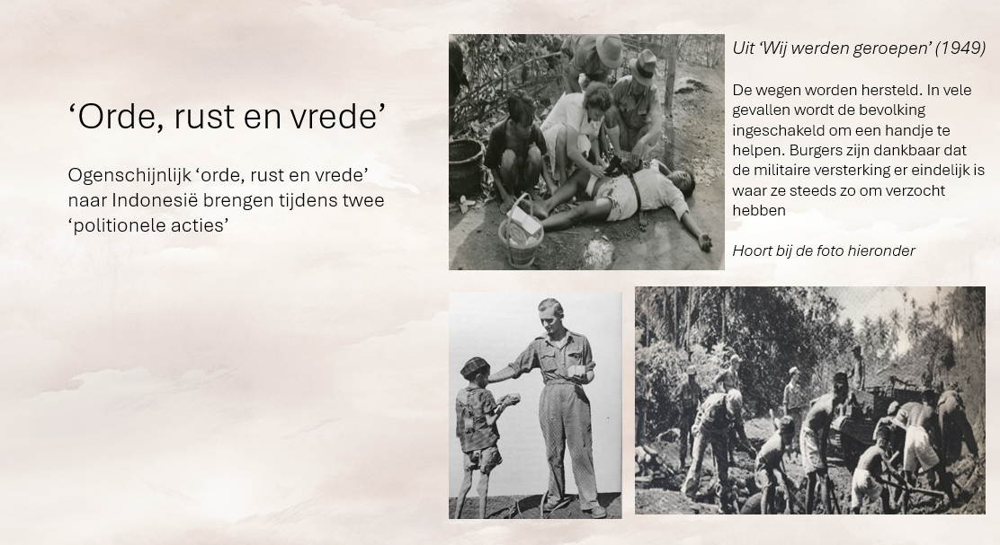 ‘Orde, rust en vrede’
Ogenschijnlijk ‘orde, rust en vrede’
naar Indonesië brengen tijdens twee
‘politionele acties’
Uit ‘Wij werden geroepen’ (1949)
De wegen worden hersteld. In vele
gevallen wordt de bevolking
ingeschakeld om een handje te
helpen. Burgers zijn dankbaar dat
de militaire versterking er eindelijk is
waar ze steeds zo om verzocht
hebben
Hoort bij de foto hieronder